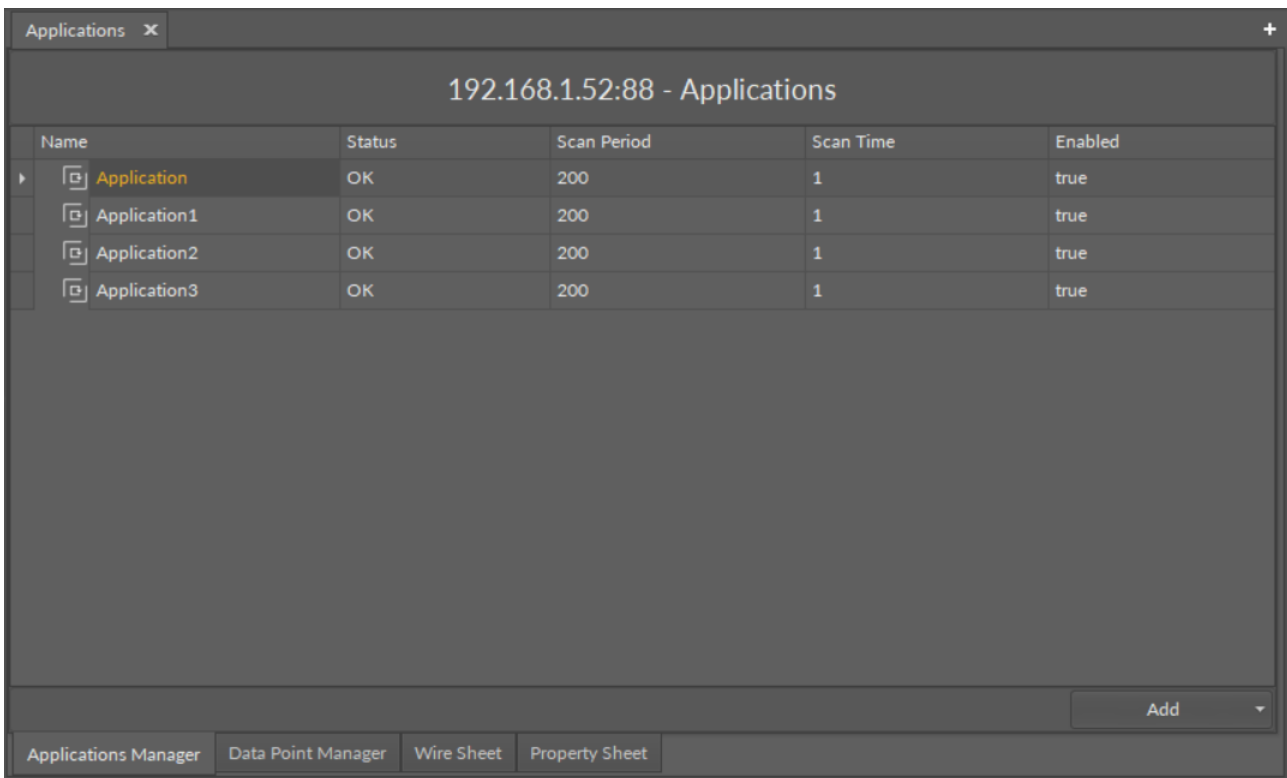 Applications
192.168.1.52:88 - Applications
Name Status Scan Period Scan Time Enabled
Application OK 200 1 true
Application1 OK 200 1 true
Application2 OK 200 1 true
Application3 OK 200 1 true
Add
Applications Manager Data Point Manager Wire Sheet Property Sheet